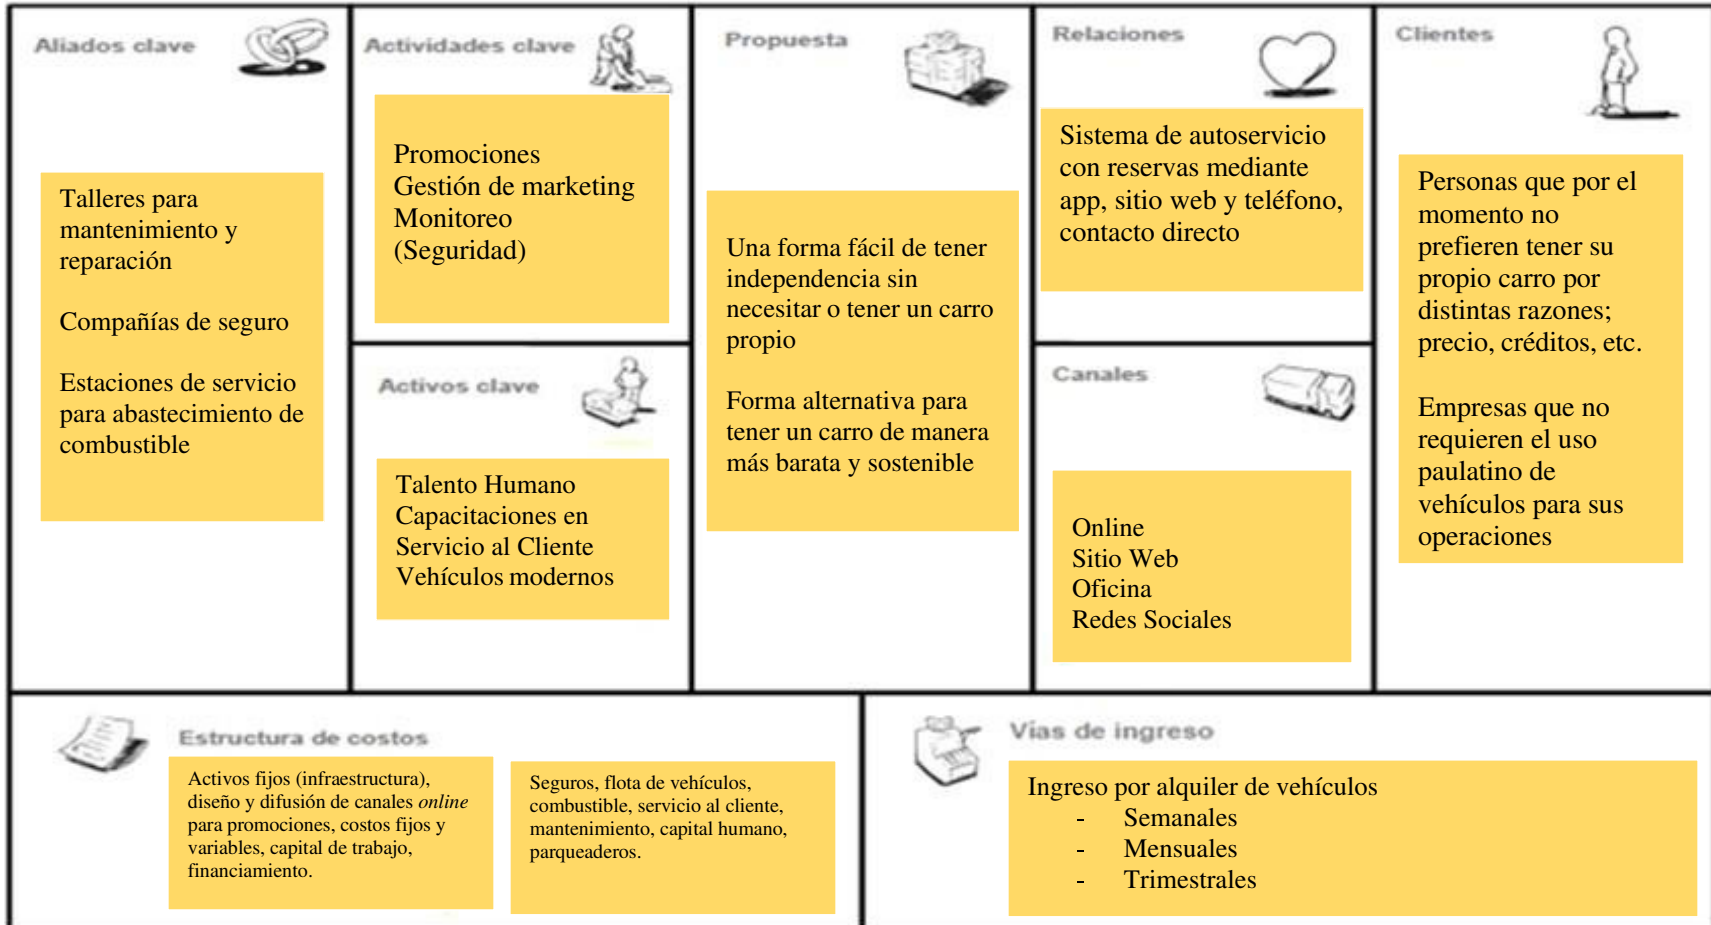 Aliados clave
Talleres para
mantenimiento y
reparación
Compañías de seguro
Estaciones de servicio
para abastecimiento de
combustible
Actividades clave
Promociones
Gestión de marketing
Monitoreo
(Seguridad)
Activos clave
Talento Humano
Capacitaciones en
Servicio al Cliente
Vehículos modernos
Propuesta
Una forma fácil de tener
independencia sin
necesitar o tener un carro
propio
Forma alternativa para
tener un carro de manera
más barata y sostenible
Relaciones
Sistema de autoservicio
con reservas mediante
app, sitio web y teléfono,
contacto directo
Canales
Online
Sitio Web
Oficina
Redes Sociales
Clientes
Personas que por el
momento no
prefieren tener su
propio carro por
distintas razones;
precio, créditos, etc.
Empresas que no
requieren el uso
paulatino de
vehículos para sus
operaciones
Estructura de costos
Activos fijos (infraestructura),
diseño y difusión de canales online
para promociones, costos fijos y
variables, capital de trabajo,
financiamiento.
Seguros, flota de vehículos,
combustible, servicio al cliente,
mantenimiento, capital humano,
parqueaderos.
Vias de ingreso
Ingreso por alquiler de vehículos
- Semanales
- Mensuales
- Trimestrales